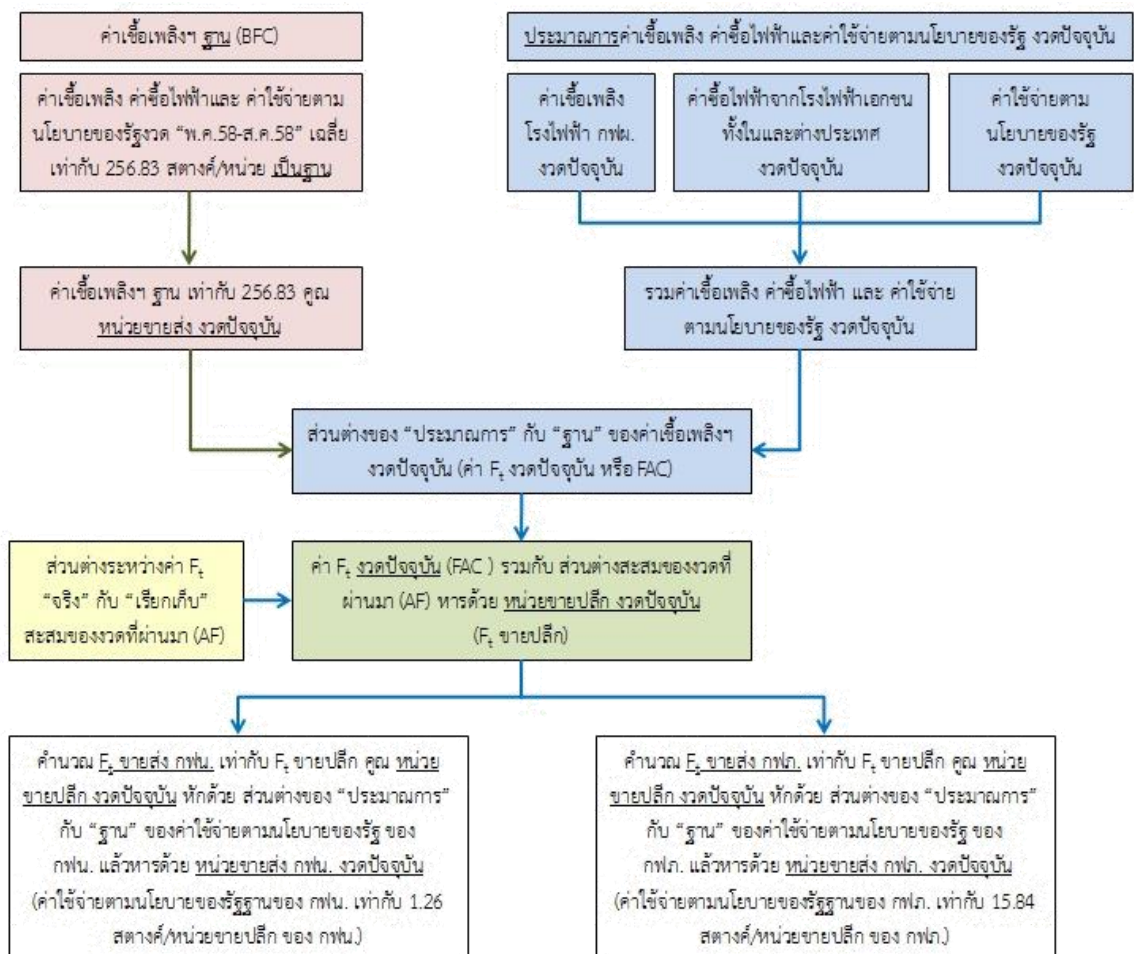 ค่าเชื้อเพลิงฯ ฐาน (BFC)
ประมาณการค่าเชื้อเพลิง ค่าซื้อไฟฟ้าและค่าใช้จ่ายตามนโยบายของรัฐ งวดปัจจุบัน
ค่าเชื้อเพลิง ค่าซื้อไฟฟ้าและ ค่าใช้จ่ายตาม
นโยบายของรัฐงวด “พ.ค.58-ส.ค.58” เฉลี่ย
เท่ากับ 256.83 สตางค์/หน่วย เป็นฐาน
ค่าเชื้อเพลิง
โรงไฟฟ้า กฟผ.
งวดปัจจุบัน
ค่าซื้อไฟฟ้าจากโรงไฟฟ้าเอกชน
ทั้งในและต่างประเทศ
งวดปัจจุบัน
ค่าใช้จ่ายตาม
นโยบายของรัฐ
งวดปัจจุบัน
ค่าเชื้อเพลิงฯ ฐาน เท่ากับ 256.83 คูณ
หน่วยขายส่ง งวดปัจจุบัน
รวมค่าเชื้อเพลิง ค่าซื้อไฟฟ้า และ ค่าใช้จ่าย
ตามนโยบายของรัฐ งวดปัจจุบัน
ส่วนต่างของ “ประมาณการ” กับ “ฐาน” ของค่าเชื้อเพลิงฯ
งวดปัจจุบัน (ค่า Ft งวดปัจจุบัน หรือ FAC)
ส่วนต่างระหว่างค่า Ft
“จริง” กับ “เรียกเก็บ”
สะสมของงวดที่ผ่านมา (AF)
ค่า Ft งวดปัจจุบัน (FAC ) รวมกับ ส่วนต่างสะสมของงวดที่
ผ่านมา (AF) หารด้วย หน่วยขายปลีก งวดปัจจุบัน
(Ft ขายปลีก)
คำนวณ Ft ขายส่ง กฟน. เท่ากับ Ft ขายปลีก คูณ หน่วย
ขายปลีก งวดปัจจุบัน หักด้วย ส่วนต่างของ “ประมาณการ”
กับ “ฐาน” ของค่าใช้จ่ายตามนโยบายของรัฐ ของ
กฟน. แล้วหารด้วย หน่วยขายส่ง กฟน. งวดปัจจุบัน
(ค่าใช้จ่ายตามนโยบายของรัฐฐานของ กฟน. เท่ากับ 1.26
สตางค์/หน่วยขายปลีก ของ กฟน.)
คำนวณ Ft ขายส่ง กฟภ. เท่ากับ Ft ขายปลีก คูณ หน่วย
ขายปลีก งวดปัจจุบัน หักด้วย ส่วนต่างของ “ประมาณการ”
กับ “ฐาน” ของค่าใช้จ่ายตามนโยบายของรัฐ ของ
กฟภ. แล้วหารด้วย หน่วยขายส่ง กฟภ. งวดปัจจุบัน
(ค่าใช้จ่ายตามนโยบายของรัฐฐานของ กฟภ. เท่ากับ 15.84
สตางค์/หน่วยขายปลีก ของ กฟภ.)